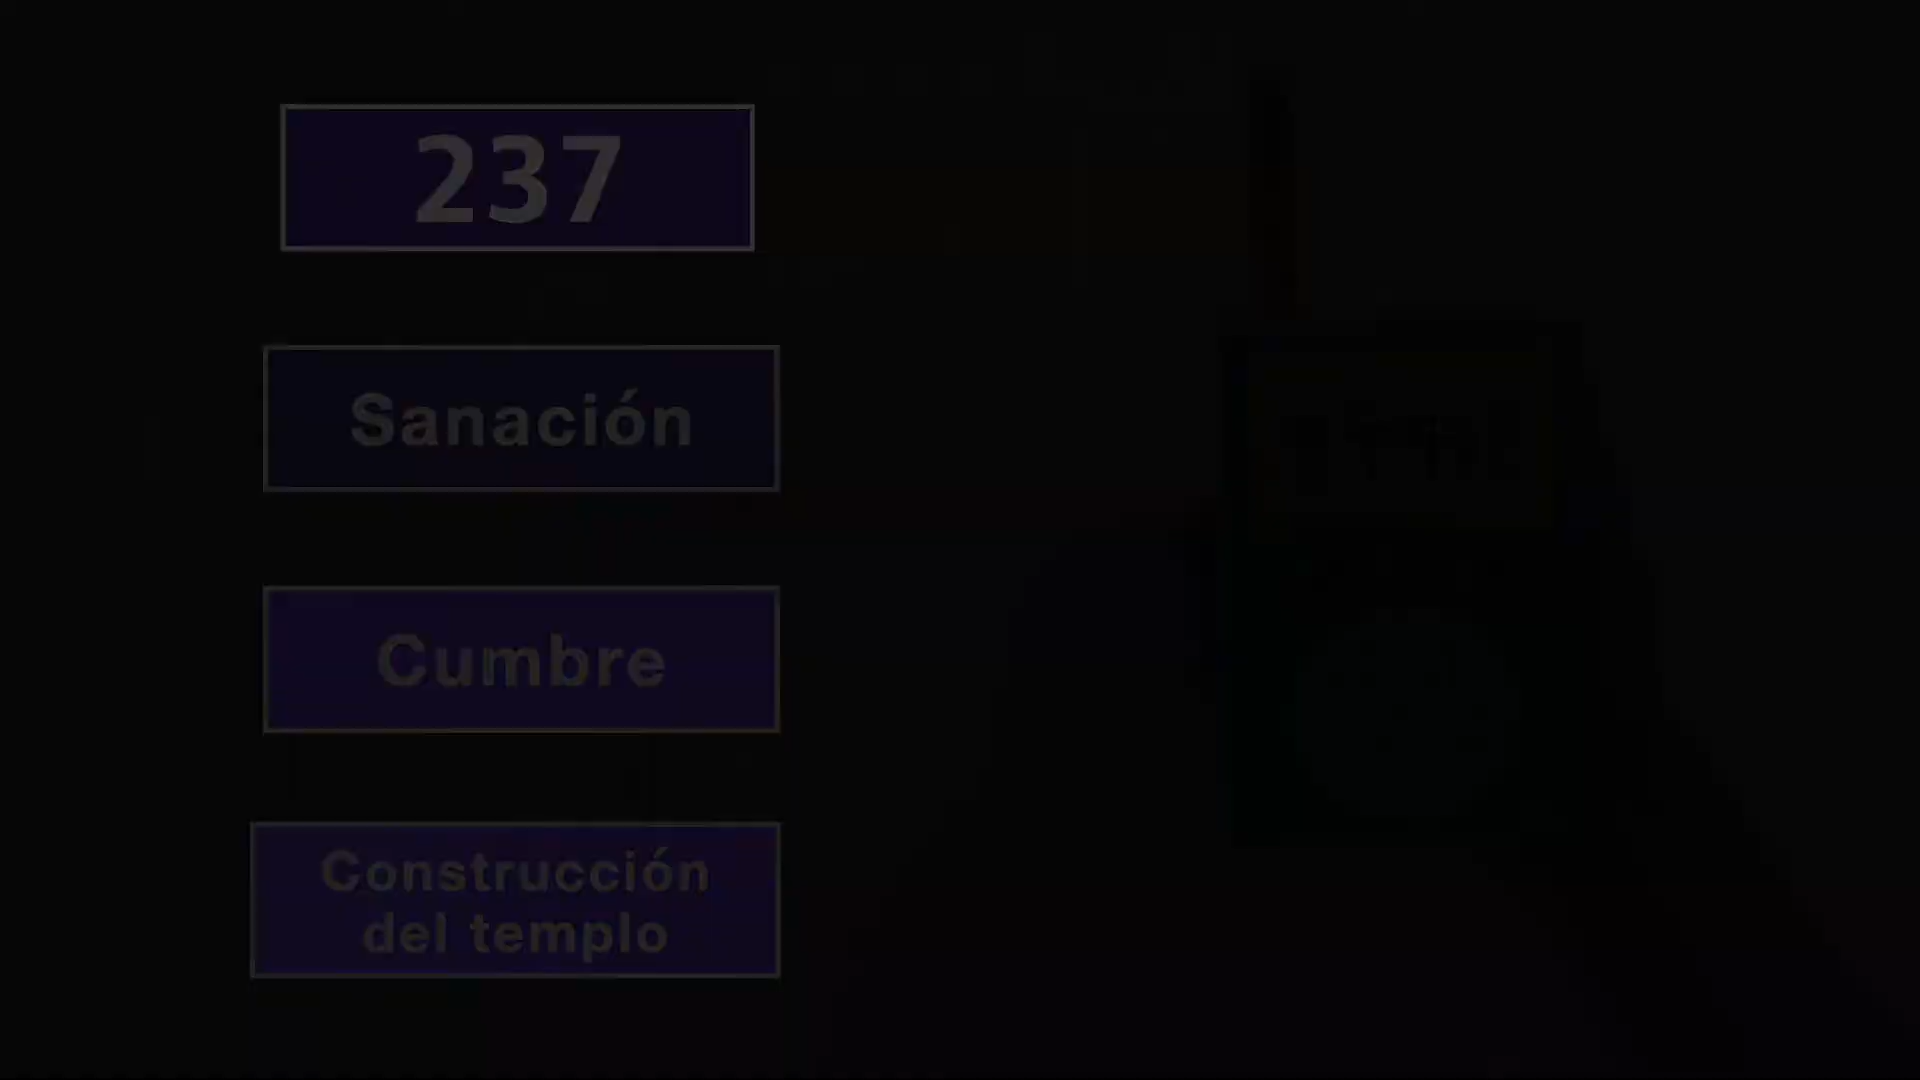 237
Sanación
Cumbre
Construcción
del templo